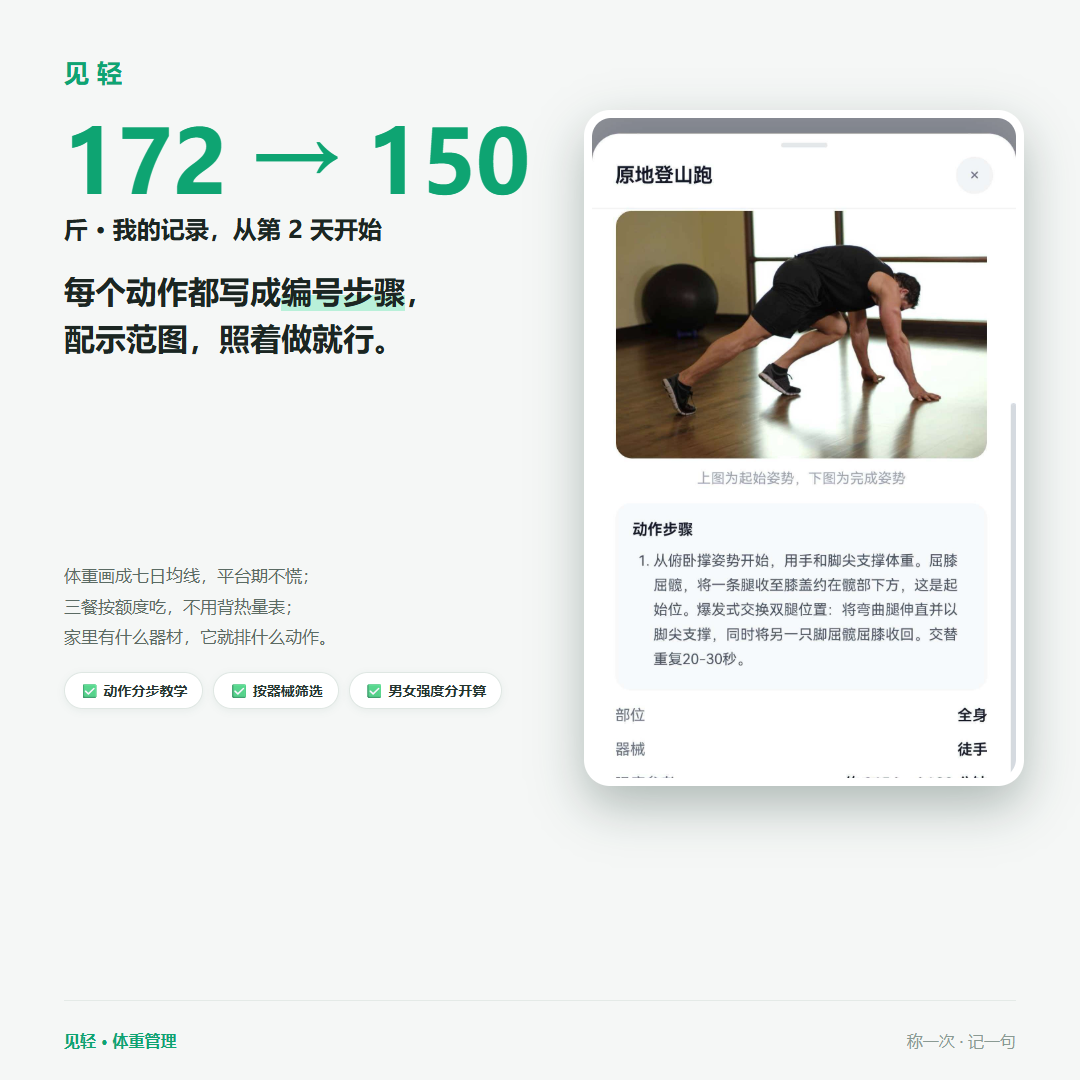 见轻
172 → 150
斤·我的记录，从第 2 天开始
每个动作都写成编号步骤，
配示范图，照着做就行。
体重画成七日均线，平台期不慌；
三餐按额度吃，不用背热量表；
家里有什么器材，它就排什么动作。
✅ 动作分步教学
✅ 按器械筛选
✅ 男女强度分开算
原地登山跑
×
上图为起始姿势，下图为完成姿势
动作步骤
1. 从俯卧撑姿势开始，用手和脚尖支撑体重。屈膝
屈髋，将一条腿收至膝盖约在髋部下方，这是起
始位。爆发式交换双腿位置：将弯曲腿伸直并以
脚尖支撑，同时将另一只脚屈髋屈膝收回。交替
重复20-30秒。
部位 全身
器械 徒手
见轻·体重管理
称一次·记一句